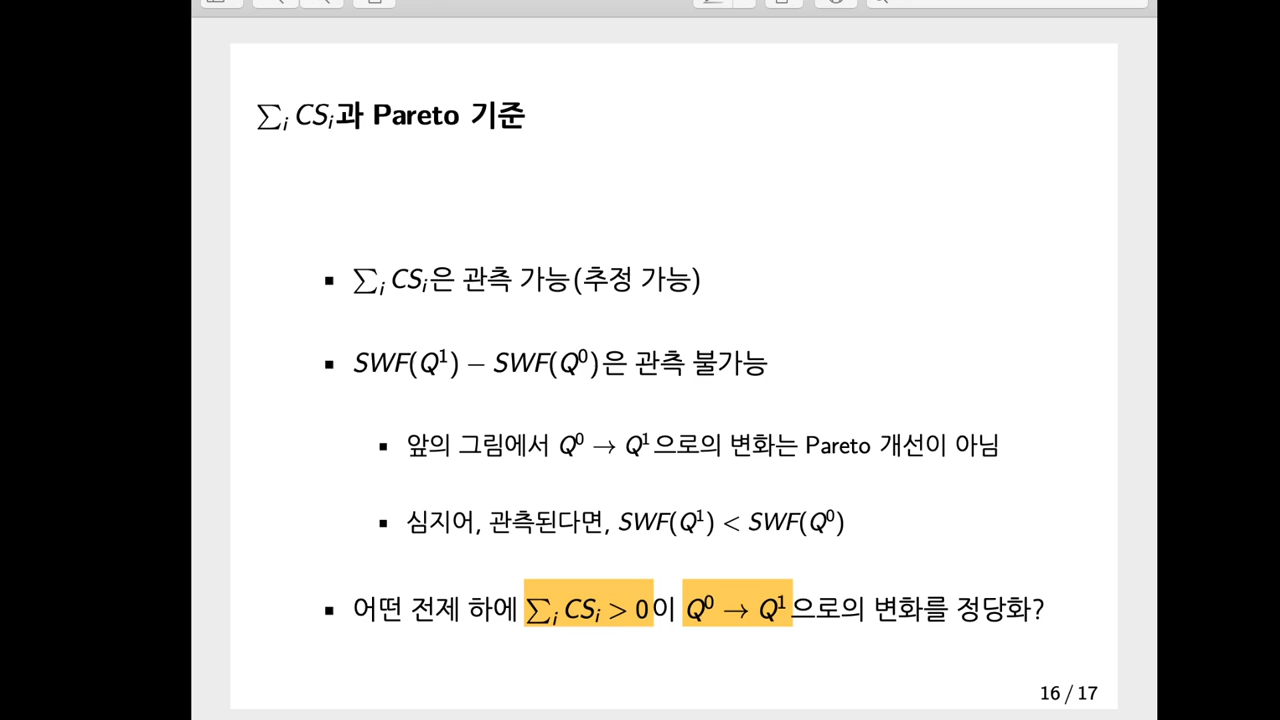 ∑ᵢ CSᵢ과 Pareto 기준
▪ ∑ᵢ CSᵢ은 관측 가능(추정 가능)
▪ SWF(Q¹) − SWF(Q⁰)은 관측 불가능
▪ 앞의 그림에서 Q⁰ → Q¹으로의 변화는 Pareto 개선이 아님
▪ 심지어, 관측된다면, SWF(Q¹) < SWF(Q⁰)
▪ 어떤 전제 하에 ∑ᵢ CSᵢ > 0이 Q⁰ → Q¹으로의 변화를 정당화?
16 / 17